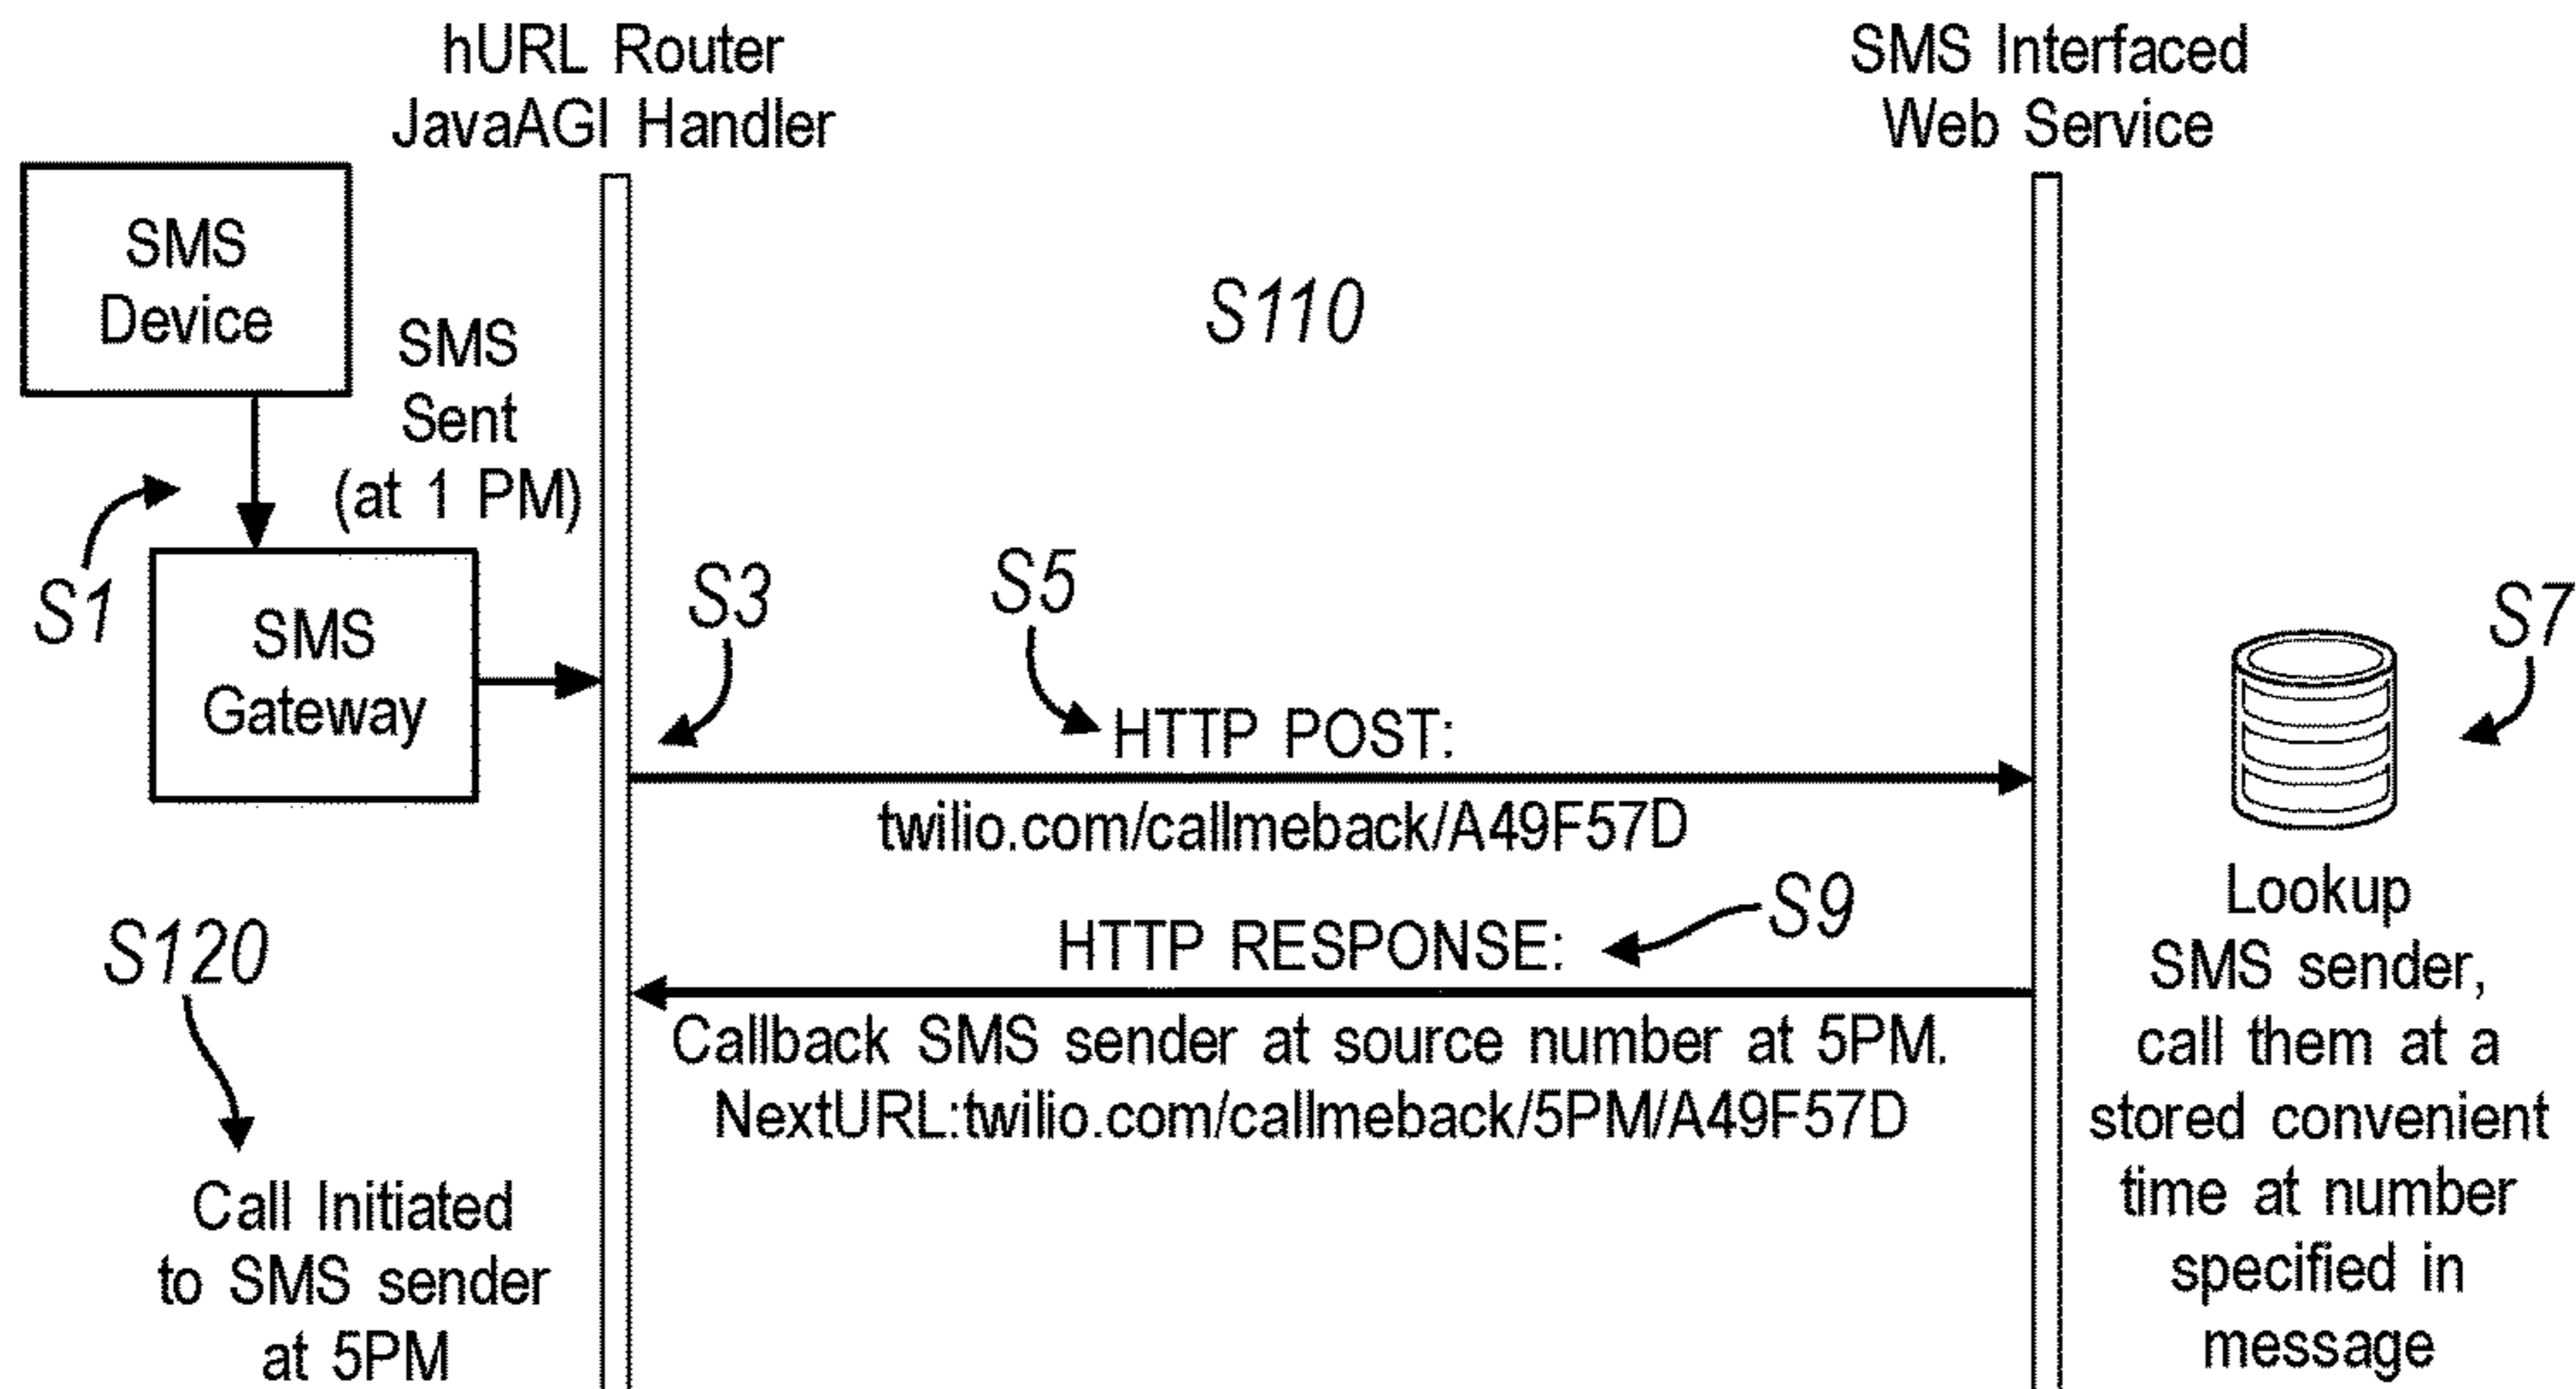 hURL Router
JavaAGI Handler
SMS Interfaced
Web Service
SMS
Device
SMS
Sent
(at 1 PM)
S110
S1
SMS
Gateway
S3
S5
S7
HTTP POST:
twilio.com/callmeback/A49F57D
HTTP RESPONSE:
S9
Callback SMS sender at source number at 5PM.
NextURL:twilio.com/callmeback/5PM/A49F57D
Lookup
SMS sender,
call them at a
stored convenient
time at number
specified in
message
S120
Call Initiated
to SMS sender
at 5PM